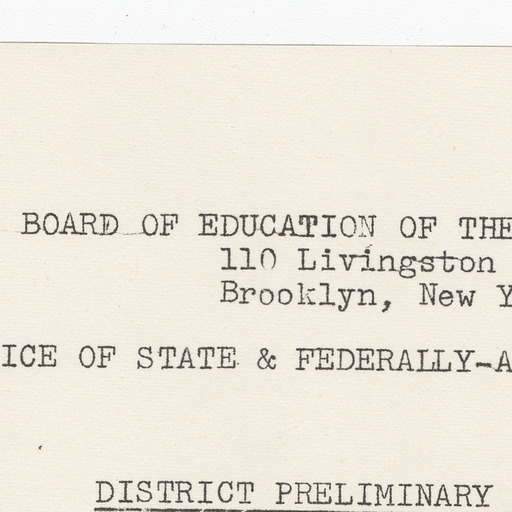 BOARD OF EDUCATION OF THE
110 Livingston
Brooklyn, New Y
ICE OF STATE & FEDERALLY-A
DISTRICT PRELIMINARY